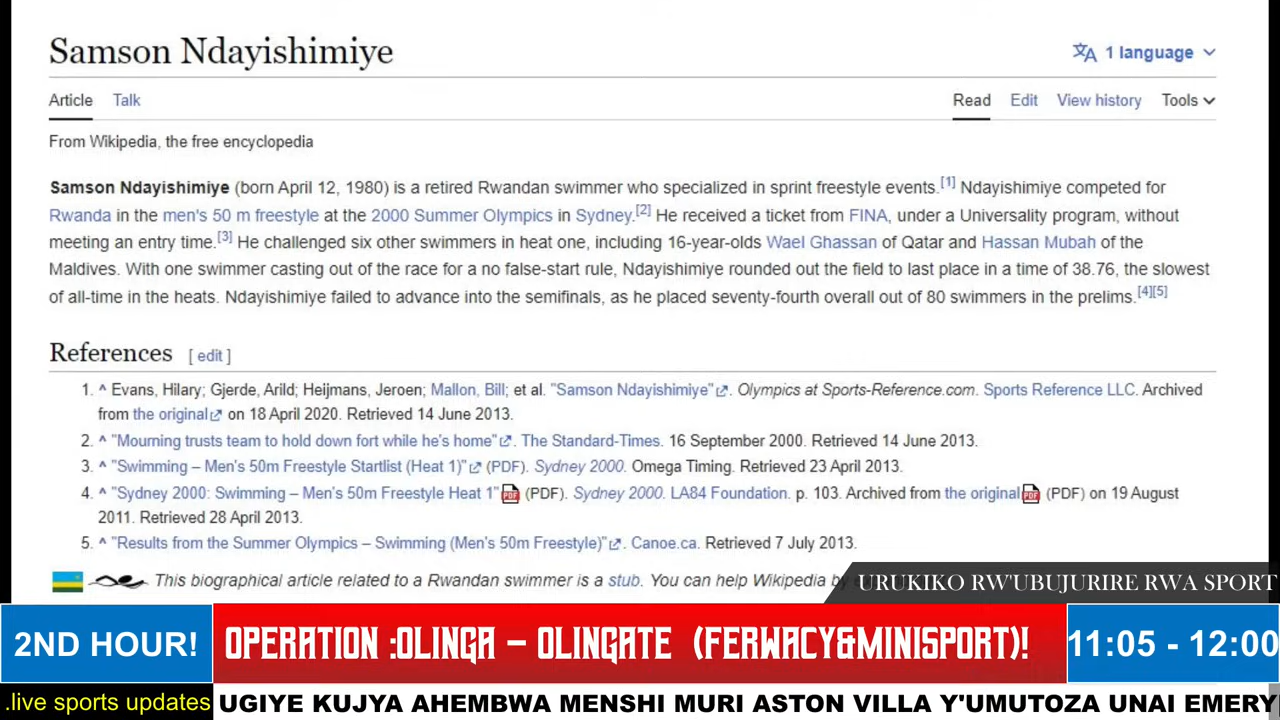 Samson Ndayishimiye
1 language
Article Talk
Read Edit View history Tools
From Wikipedia, the free encyclopedia
Samson Ndayishimiye (born April 12, 1980) is a retired Rwandan swimmer who specialized in sprint freestyle events.[1] Ndayishimiye competed for
Rwanda in the men's 50 m freestyle at the 2000 Summer Olympics in Sydney.[2] He received a ticket from FINA, under a Universality program, without
meeting an entry time.[3] He challenged six other swimmers in heat one, including 16-year-olds Wael Ghassan of Qatar and Hassan Mubah of the
Maldives. With one swimmer casting out of the race for a no false-start rule, Ndayishimiye rounded out the field to last place in a time of 38.76, the slowest
of all-time in the heats. Ndayishimiye failed to advance into the semifinals, as he placed seventy-fourth overall out of 80 swimmers in the prelims.[4][5]
References [ edit ]
1. ^ Evans, Hilary; Gjerde, Arild; Heijmans, Jeroen; Mallon, Bill; et al. "Samson Ndayishimiye". Olympics at Sports-Reference.com. Sports Reference LLC. Archived
from the original on 18 April 2020. Retrieved 14 June 2013.
2. ^ "Mourning trusts team to hold down fort while he's home". The Standard-Times. 16 September 2000. Retrieved 14 June 2013.
3. ^ "Swimming – Men's 50m Freestyle Startlist (Heat 1)" (PDF). Sydney 2000. Omega Timing. Retrieved 23 April 2013.
4. ^ "Sydney 2000: Swimming – Men's 50m Freestyle Heat 1" (PDF). Sydney 2000. LA84 Foundation. p. 103. Archived from the original (PDF) on 19 August
2011. Retrieved 28 April 2013.
5. ^ "Results from the Summer Olympics – Swimming (Men's 50m Freestyle)". Canoe.ca. Retrieved 7 July 2013.
This biographical article related to a Rwandan swimmer is a stub. You can help Wikipedia by
URUKIKO RW'UBUJURIRE RWA SPORT
2ND HOUR!
OPERATION :OLINGA – OLINGATE (FERWACY&MINISPORT)!
11:05 - 12:00
.live sports updates
UGIYE KUJYA AHEMBWA MENSHI MURI ASTON VILLA Y'UMUTOZA UNAI EMERY